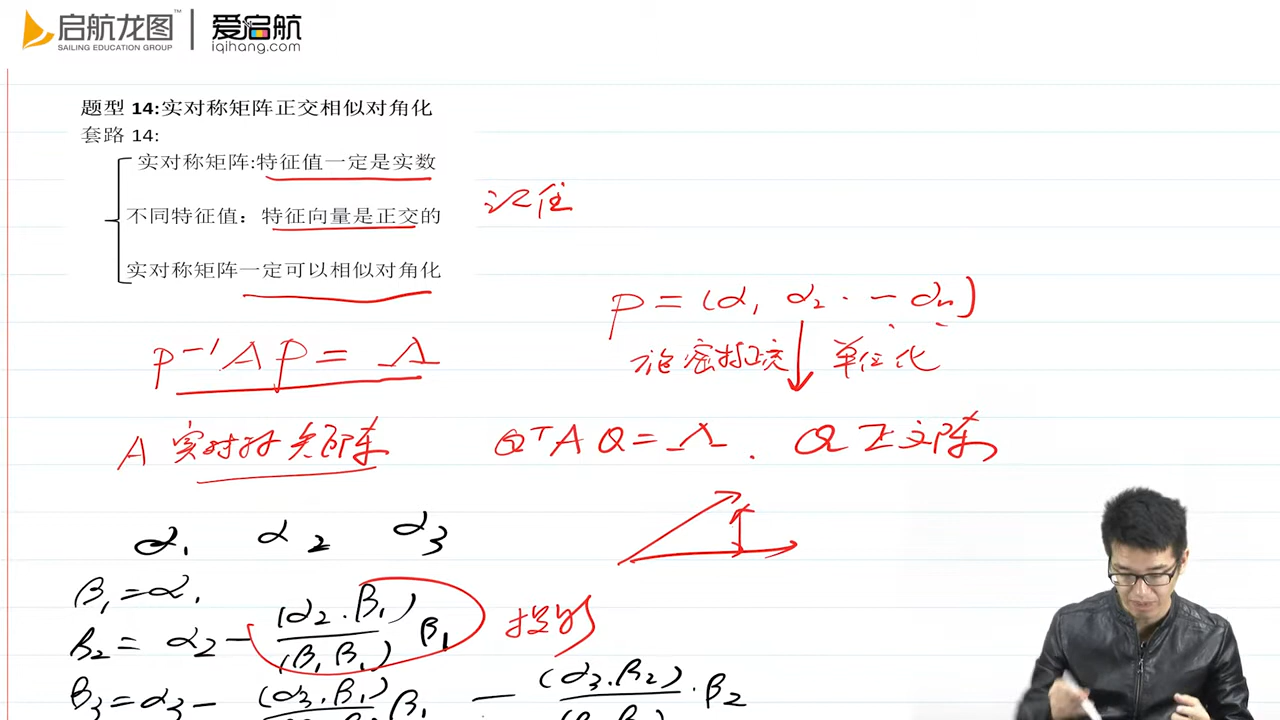 启航龙图™ | 爱启航
SAILING EDUCATION GROUP iqihang.com
题型 14:实对称矩阵正交相似对角化
套路 14:
实对称矩阵:特征值一定是实数
不同特征值：特征向量是正交的
记住
实对称矩阵一定可以相似对角化
P = (α₁ α₂ ·— αₙ)
P⁻¹AP = Λ
施密特正交 单位化
A 实对称矩阵
QᵀAQ = Λ. Q 正交阵
α₁ α₂ α₃
β₁ = α₁
β₂ = α₂ − (α₂·β₁)/(β₁ β₁) β₁ 投影
β₃ = α₃ − (α₃·β₁) β₁ − (α₃·β₂)·β₂